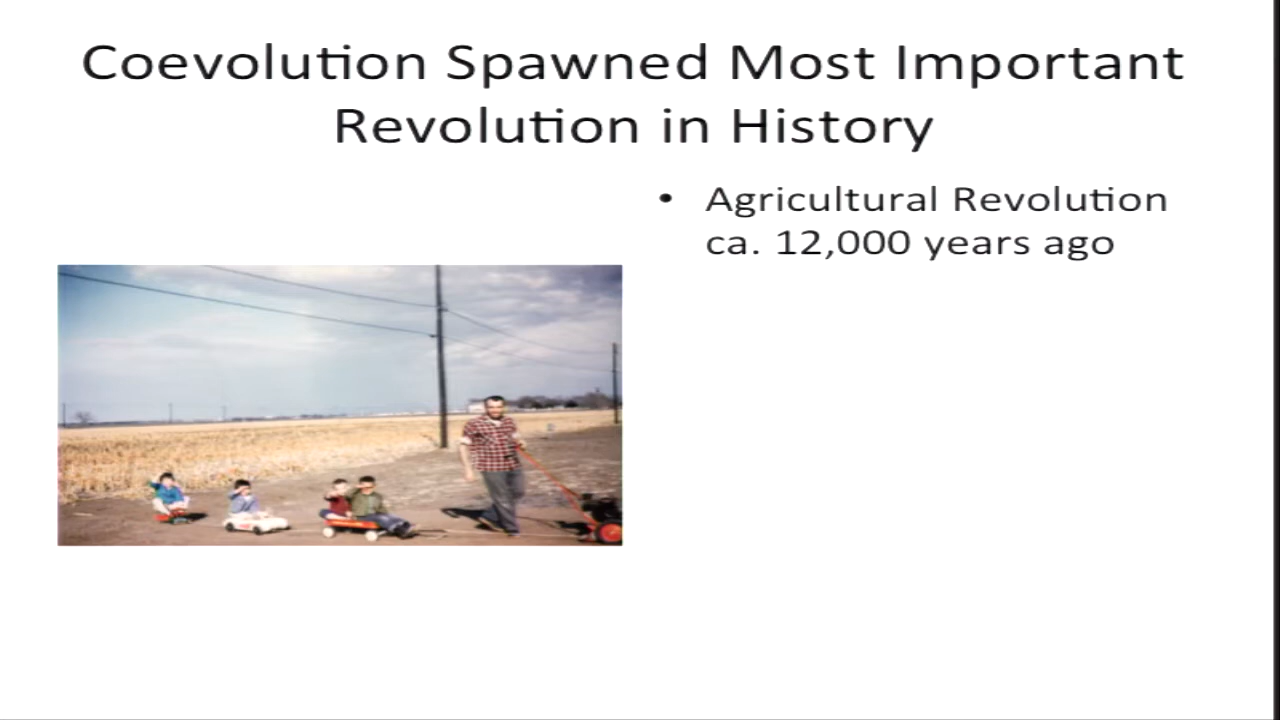 Coevolution Spawned Most Important
Revolution in History
• Agricultural Revolution
ca. 12,000 years ago